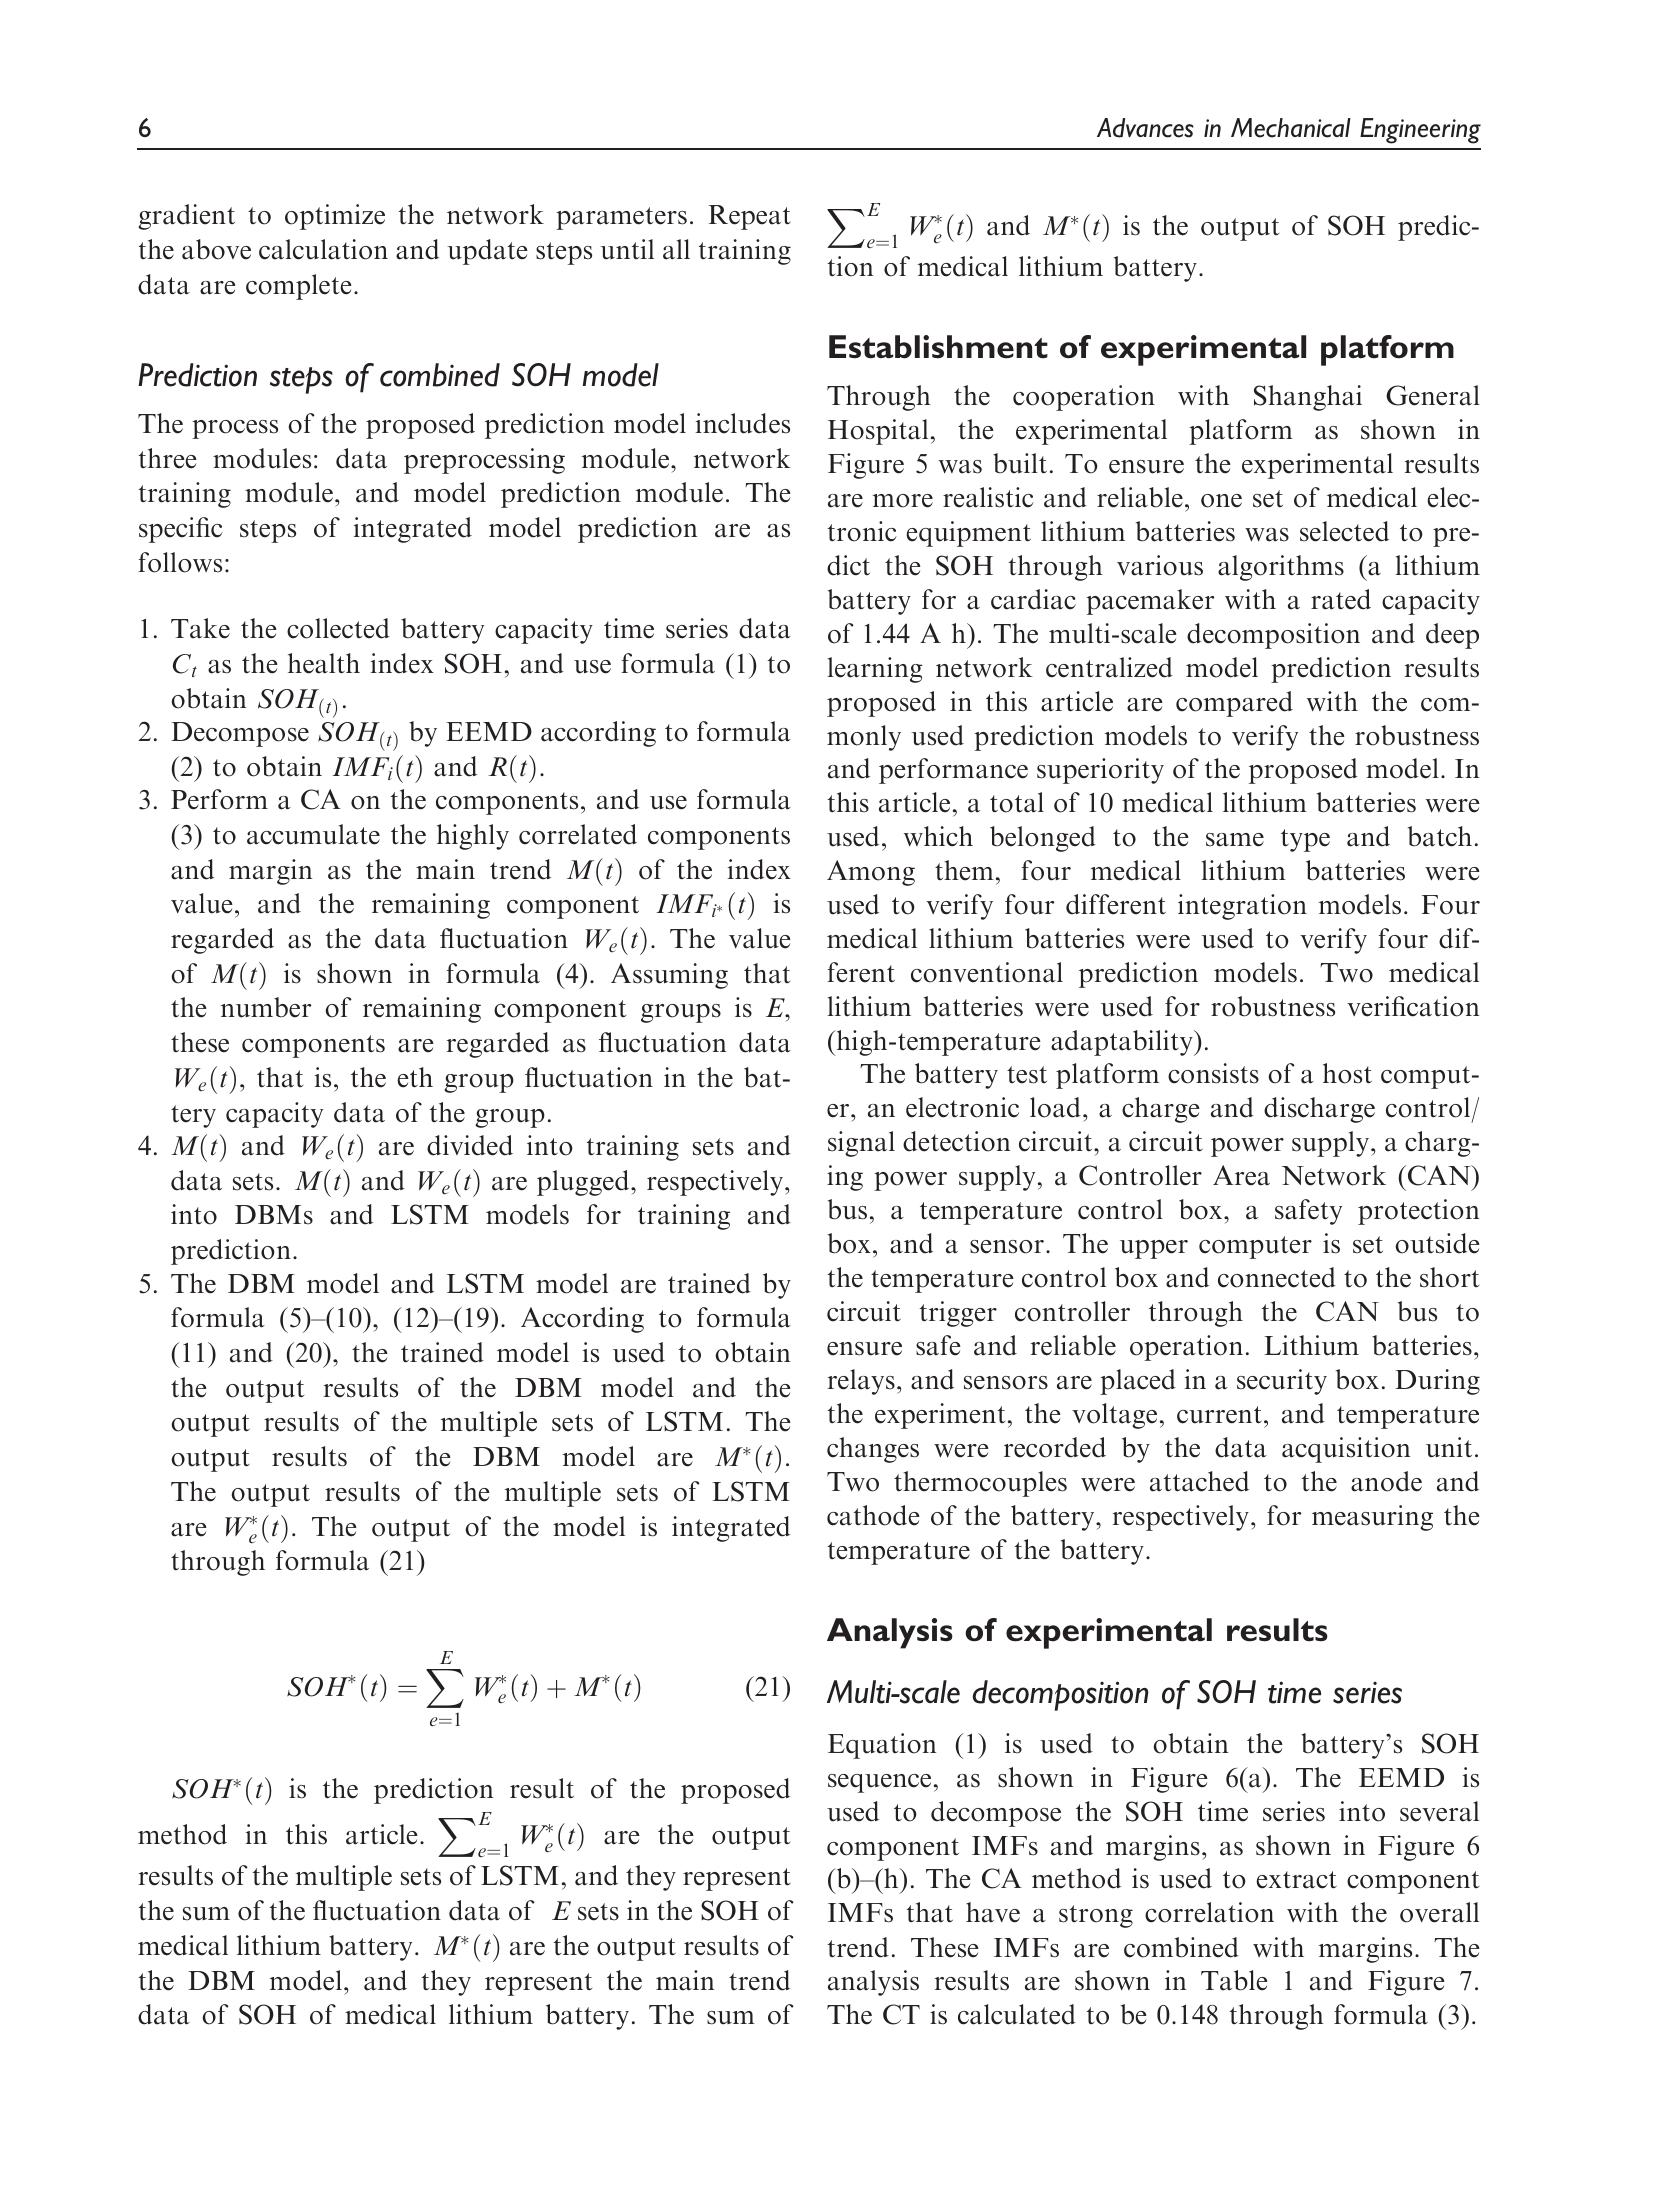 6
Advances in Mechanical Engineering
gradient to optimize the network parameters. Repeat
the above calculation and update steps until all training
data are complete.
Prediction steps of combined SOH model
The process of the proposed prediction model includes
three modules: data preprocessing module, network
training module, and model prediction module. The
specific steps of integrated model prediction are as
follows:
1. Take the collected battery capacity time series data
C_t as the health index SOH, and use formula (1) to
obtain SOH_(t).
2. Decompose SOH_(t) by EEMD according to formula
(2) to obtain IMF_i(t) and R(t).
3. Perform a CA on the components, and use formula
(3) to accumulate the highly correlated components
and margin as the main trend M(t) of the index
value, and the remaining component IMF_i*(t) is
regarded as the data fluctuation W_e(t). The value
of M(t) is shown in formula (4). Assuming that
the number of remaining component groups is E,
these components are regarded as fluctuation data
W_e(t), that is, the eth group fluctuation in the bat-
tery capacity data of the group.
4. M(t) and W_e(t) are divided into training sets and
data sets. M(t) and W_e(t) are plugged, respectively,
into DBMs and LSTM models for training and
prediction.
5. The DBM model and LSTM model are trained by
formula (5)–(10), (12)–(19). According to formula
(11) and (20), the trained model is used to obtain
the output results of the DBM model and the
output results of the multiple sets of LSTM. The
output results of the DBM model are M*(t).
The output results of the multiple sets of LSTM
are W_e*(t). The output of the model is integrated
through formula (21)
SOH*(t) = ∑_{e=1}^{E} W_e*(t) + M*(t) (21)
SOH*(t) is the prediction result of the proposed
method in this article. ∑_{e=1}^{E} W_e*(t) are the output
results of the multiple sets of LSTM, and they represent
the sum of the fluctuation data of E sets in the SOH of
medical lithium battery. M*(t) are the output results of
the DBM model, and they represent the main trend
data of SOH of medical lithium battery. The sum of
∑_{e=1}^{E} W_e*(t) and M*(t) is the output of SOH predic-
tion of medical lithium battery.
Establishment of experimental platform
Through the cooperation with Shanghai General
Hospital, the experimental platform as shown in
Figure 5 was built. To ensure the experimental results
are more realistic and reliable, one set of medical elec-
tronic equipment lithium batteries was selected to pre-
dict the SOH through various algorithms (a lithium
battery for a cardiac pacemaker with a rated capacity
of 1.44 A h). The multi-scale decomposition and deep
learning network centralized model prediction results
proposed in this article are compared with the com-
monly used prediction models to verify the robustness
and performance superiority of the proposed model. In
this article, a total of 10 medical lithium batteries were
used, which belonged to the same type and batch.
Among them, four medical lithium batteries were
used to verify four different integration models. Four
medical lithium batteries were used to verify four dif-
ferent conventional prediction models. Two medical
lithium batteries were used for robustness verification
(high-temperature adaptability).
The battery test platform consists of a host comput-
er, an electronic load, a charge and discharge control/
signal detection circuit, a circuit power supply, a charg-
ing power supply, a Controller Area Network (CAN)
bus, a temperature control box, a safety protection
box, and a sensor. The upper computer is set outside
the temperature control box and connected to the short
circuit trigger controller through the CAN bus to
ensure safe and reliable operation. Lithium batteries,
relays, and sensors are placed in a security box. During
the experiment, the voltage, current, and temperature
changes were recorded by the data acquisition unit.
Two thermocouples were attached to the anode and
cathode of the battery, respectively, for measuring the
temperature of the battery.
Analysis of experimental results
Multi-scale decomposition of SOH time series
Equation (1) is used to obtain the battery’s SOH
sequence, as shown in Figure 6(a). The EEMD is
used to decompose the SOH time series into several
component IMFs and margins, as shown in Figure 6
(b)–(h). The CA method is used to extract component
IMFs that have a strong correlation with the overall
trend. These IMFs are combined with margins. The
analysis results are shown in Table 1 and Figure 7.
The CT is calculated to be 0.148 through formula (3).